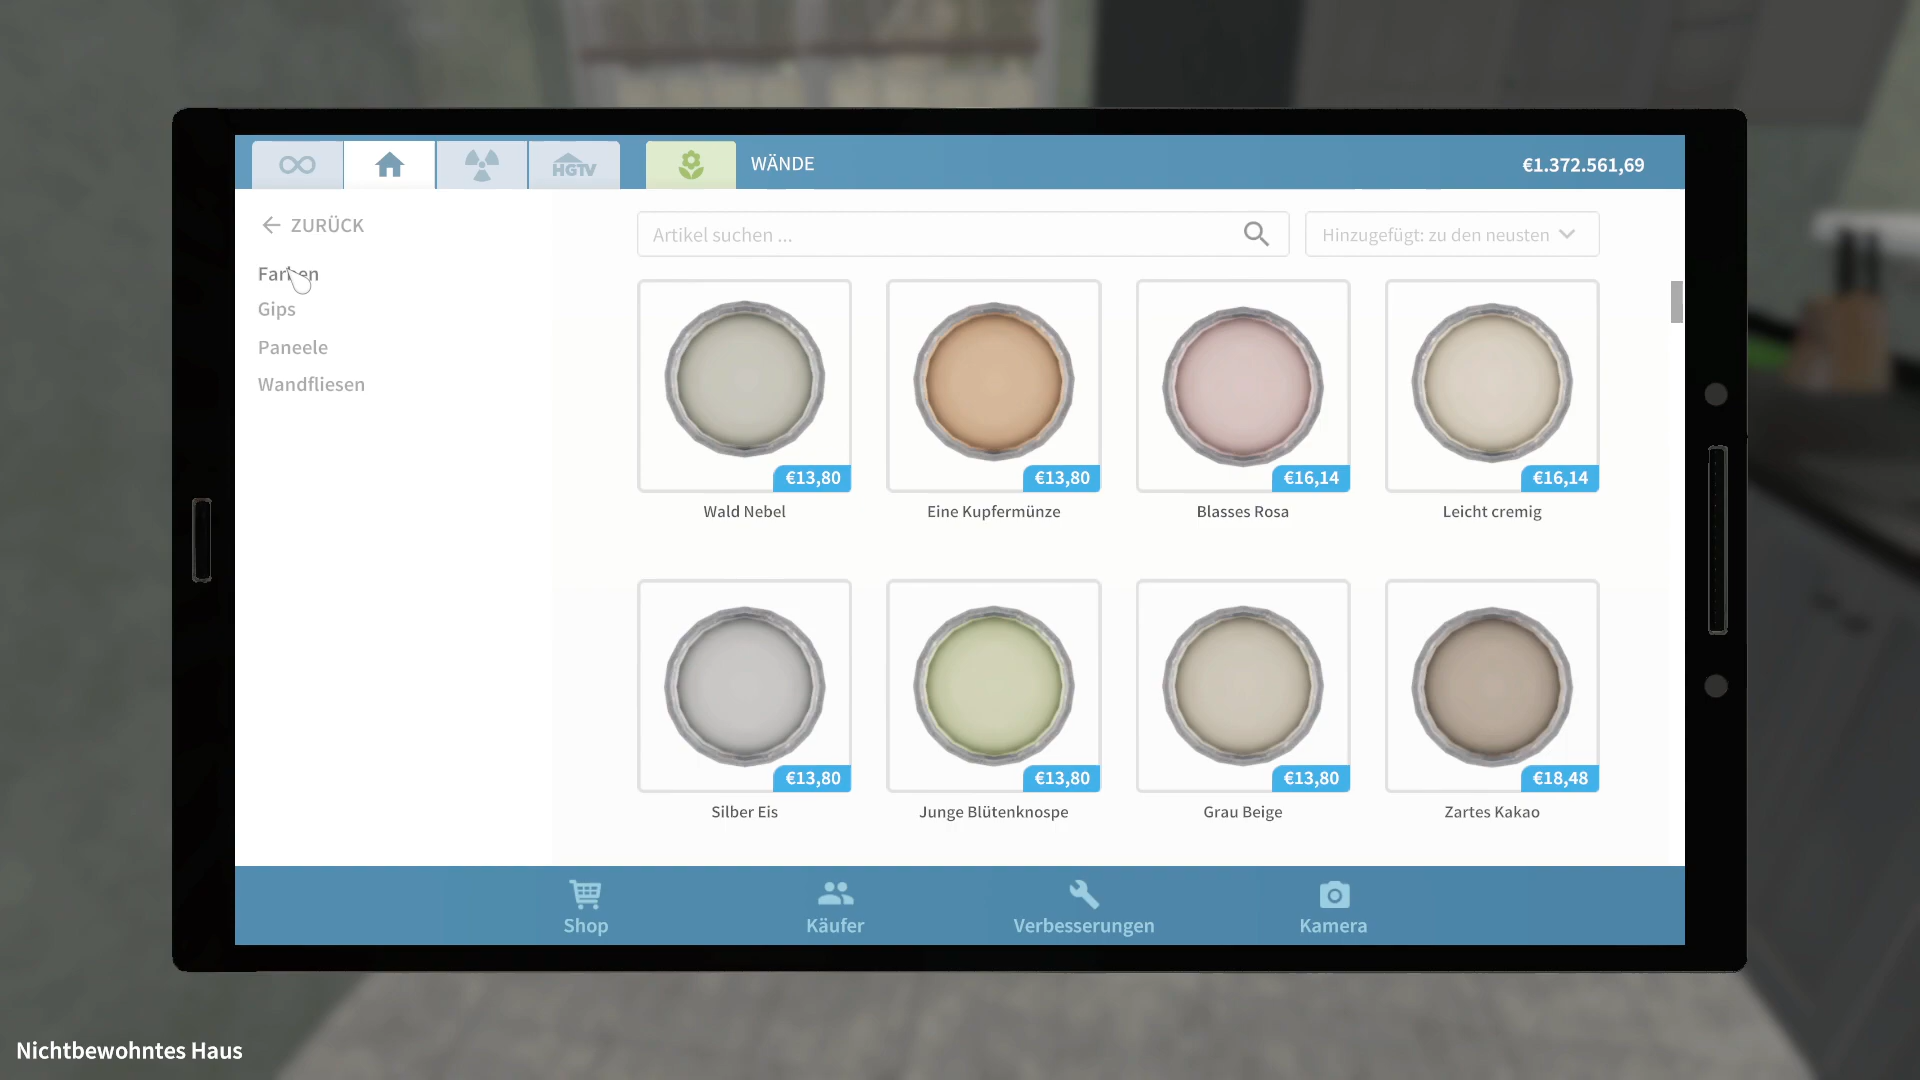 HGTV
WÄNDE
€1.372.561,69
ZURÜCK
Farben
Gips
Paneele
Wandfliesen
Artikel suchen ...
Hinzugefügt: zu den neusten
€13,80
€13,80
€16,14
€16,14
Wald Nebel
Eine Kupfermünze
Blasses Rosa
Leicht cremig
€13,80
€13,80
€13,80
€18,48
Silber Eis
Junge Blütenknospe
Grau Beige
Zartes Kakao
Shop
Käufer
Verbesserungen
Kamera
Nichtbewohntes Haus